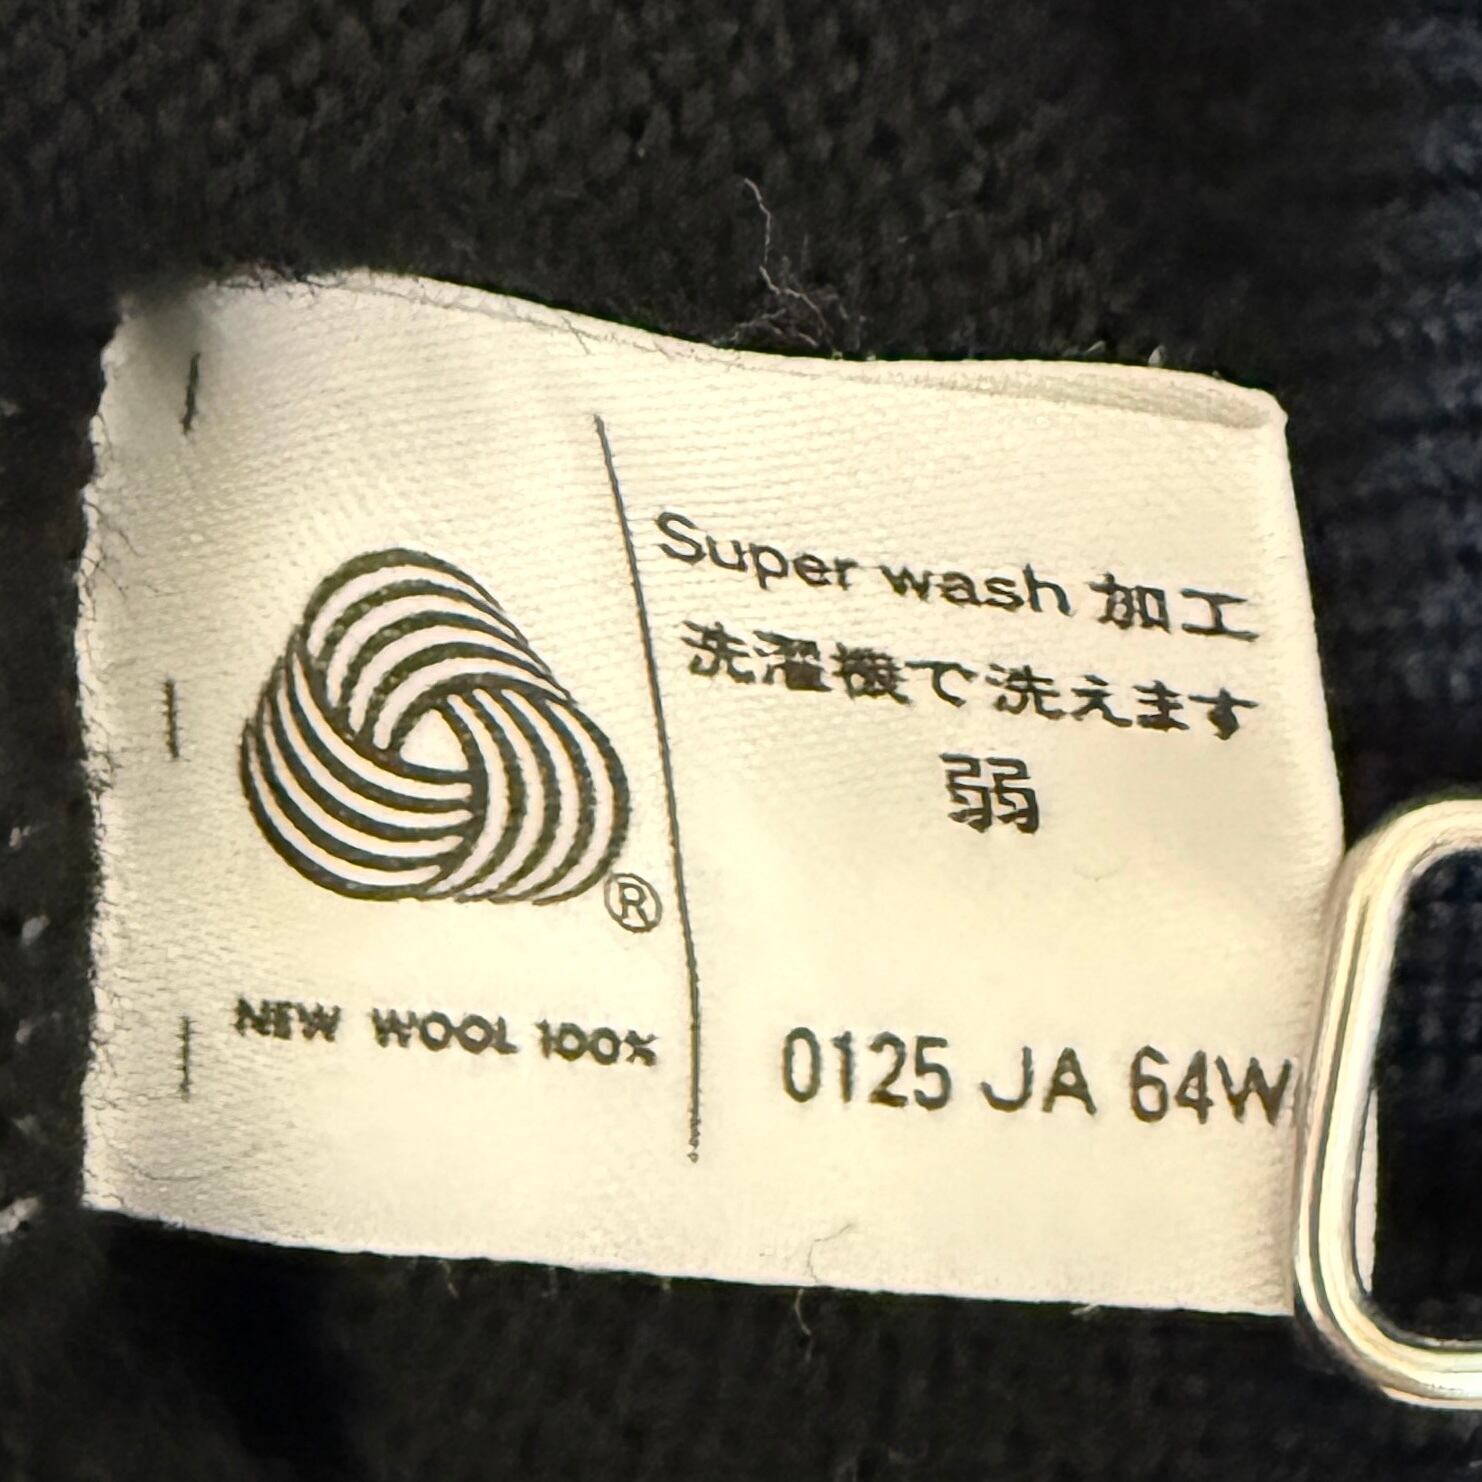 ®
NEW WOOL 100%
Super wash 加工
洗濯機で洗えます
弱
0125 JA 64W